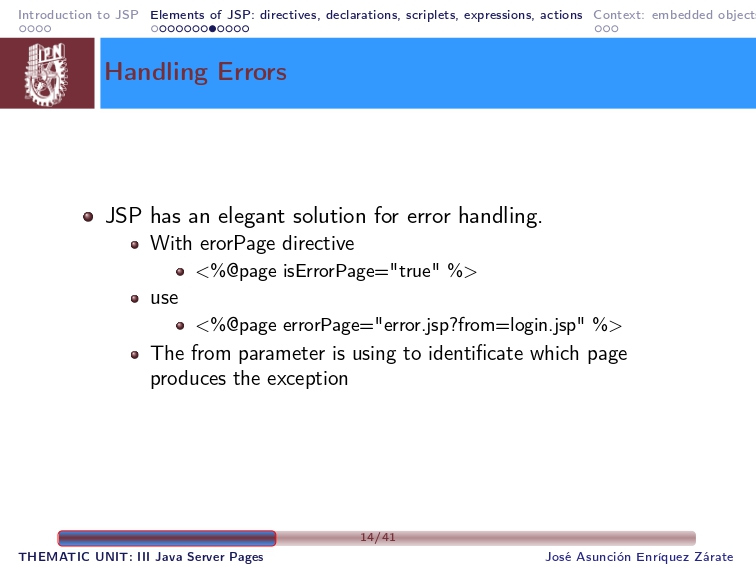 Introduction to JSP Elements of JSP: directives, declarations, scriplets, expressions, actions Context: embedded object
Handling Errors
JSP has an elegant solution for error handling.
With erorPage directive
<%@page isErrorPage="true" %>
use
<%@page errorPage="error.jsp?from=login.jsp" %>
The from parameter is using to identificate which page
produces the exception
14/41
THEMATIC UNIT: III Java Server Pages José Asunción Enríquez Zárate